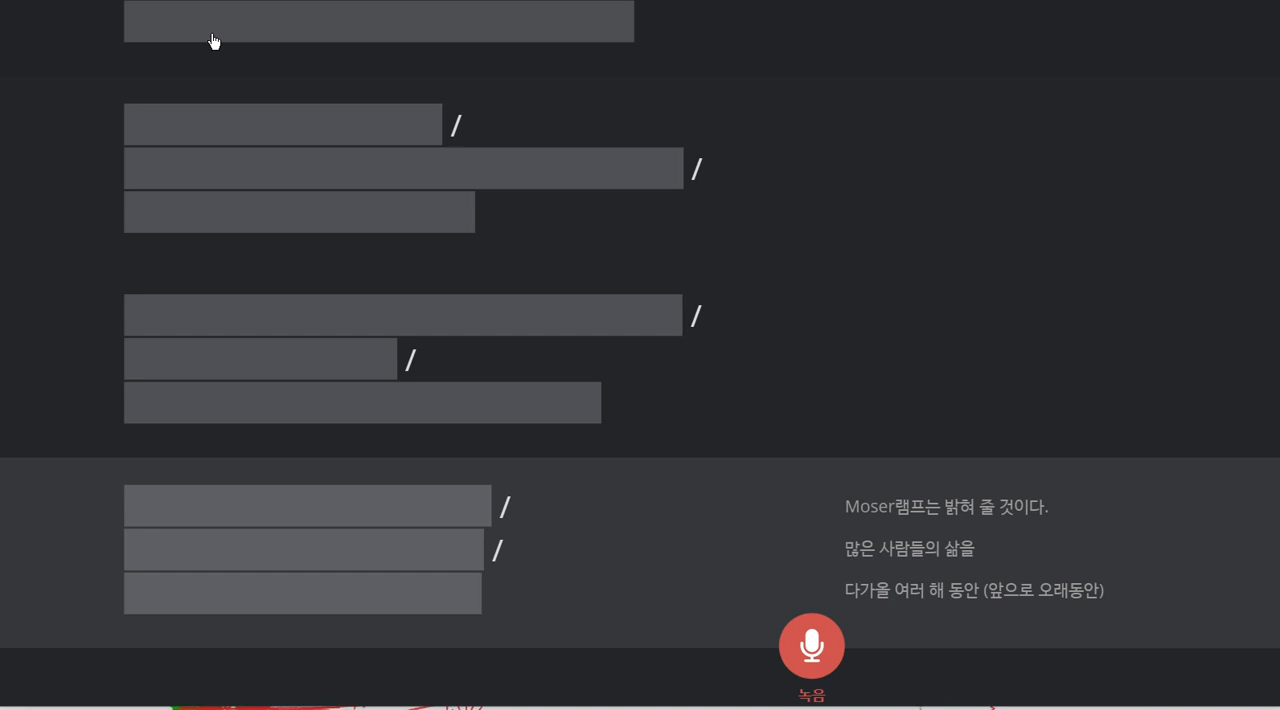 /
/
/
/
/ Moser램프는 밝혀 줄 것이다.
/ 많은 사람들의 삶을
다가올 여러 해 동안 (앞으로 오래동안)
녹음